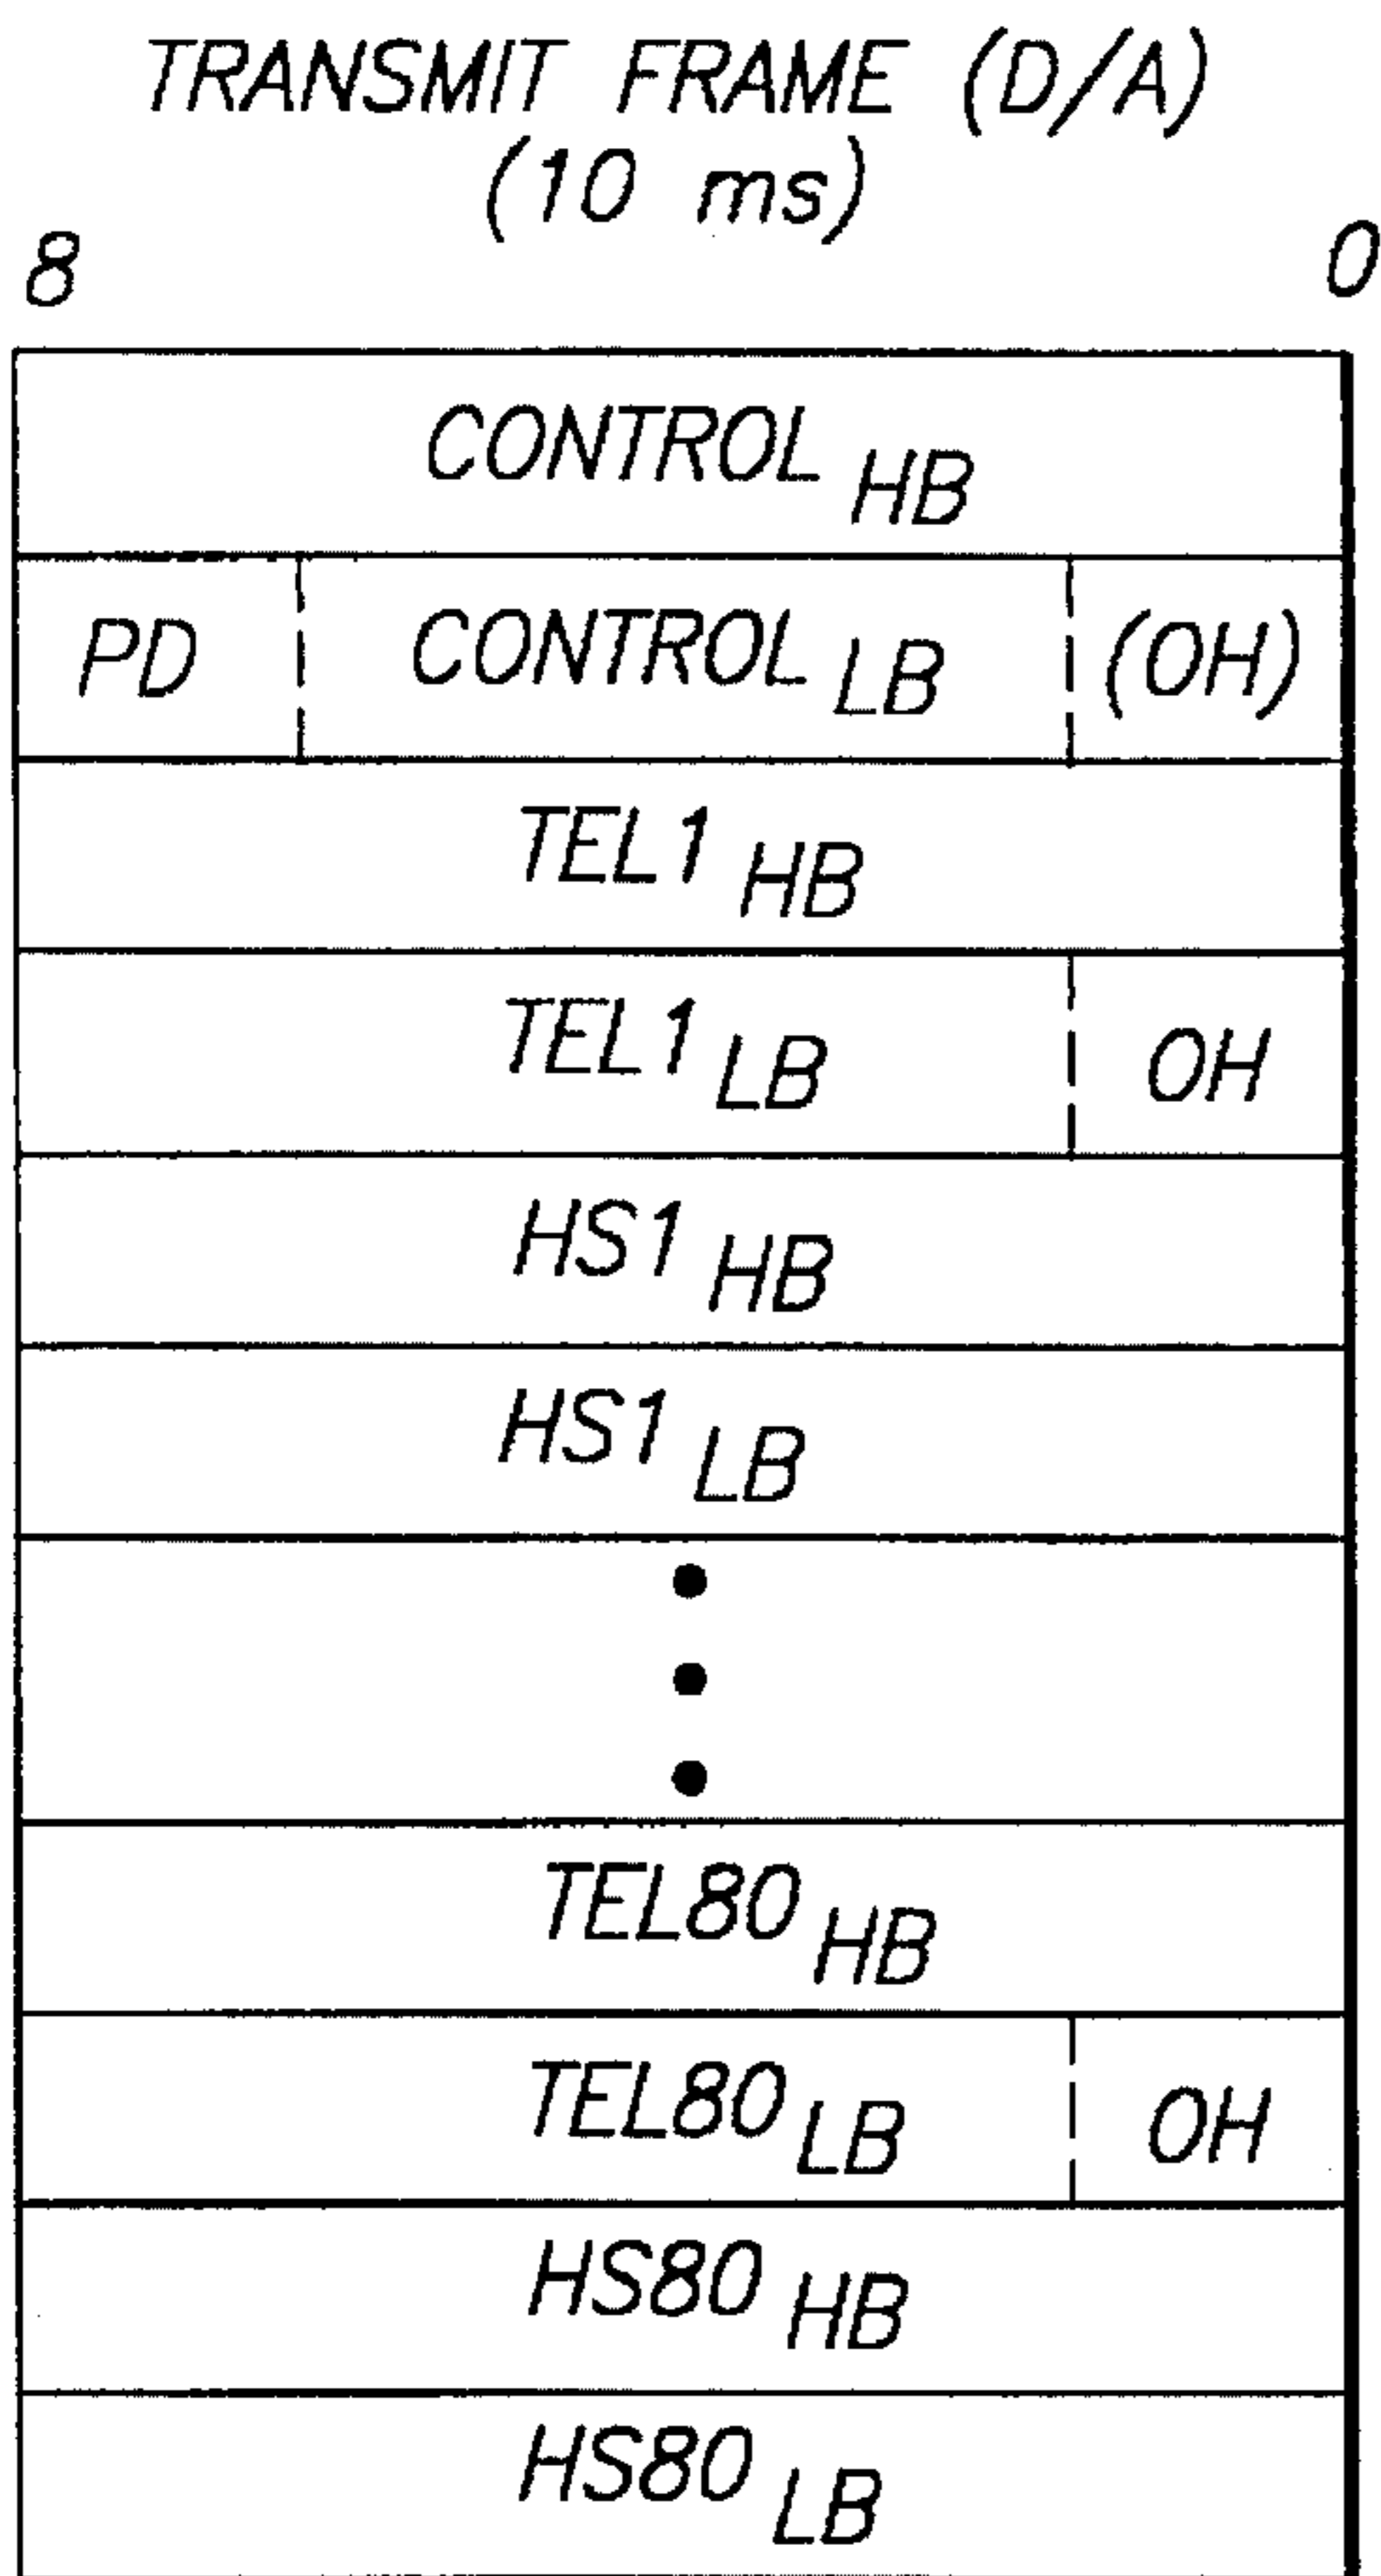 TRANSMIT FRAME (D/A)
(10 ms)
8 0
CONTROL HB
PD CONTROL LB (OH)
TEL1 HB
TEL1 LB OH
HS1 HB
HS1 LB
TEL80 HB
TEL80 LB OH
HS80 HB
HS80 LB